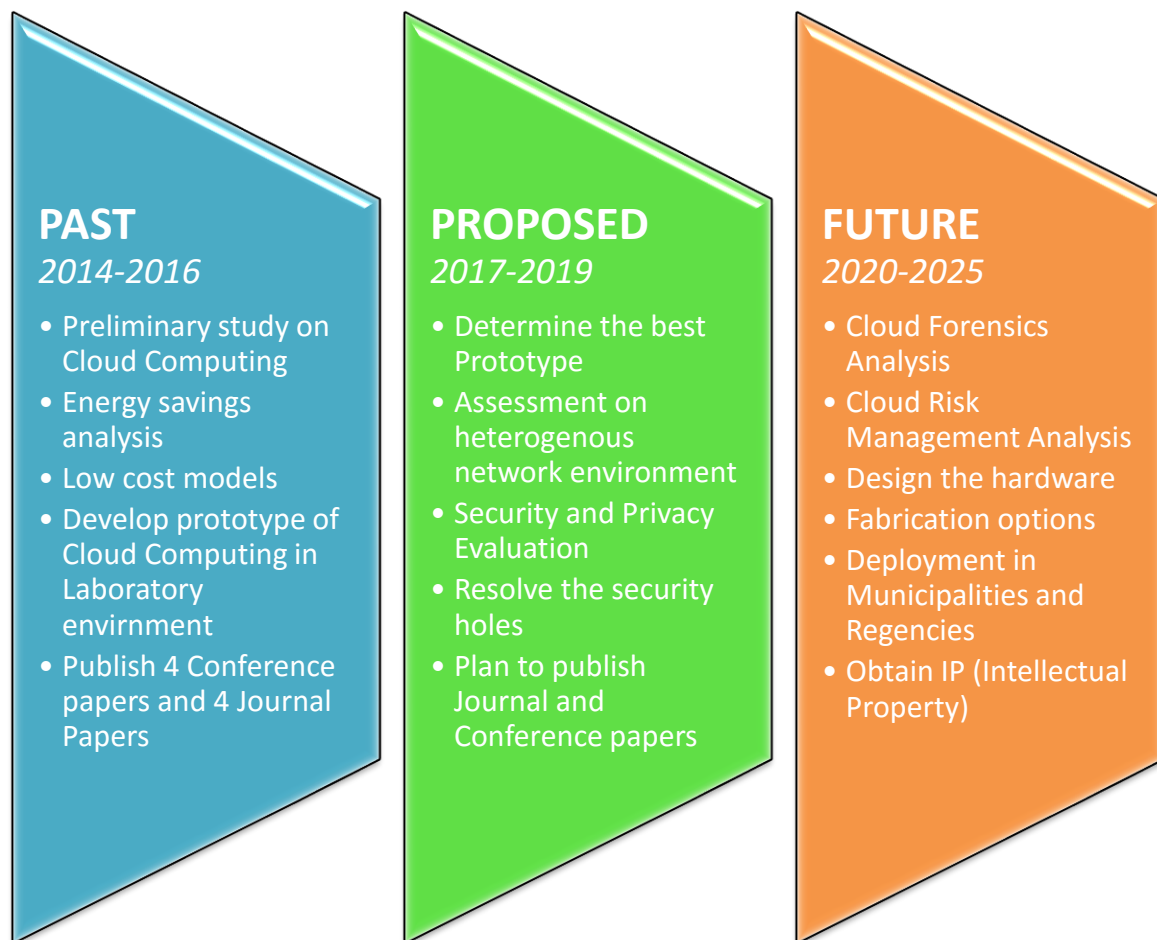 PAST
2014-2016
• Preliminary study on
Cloud Computing
• Energy savings
analysis
• Low cost models
• Develop prototype of
Cloud Computing in
Laboratory
envirnment
• Publish 4 Conference
papers and 4 Journal
Papers
PROPOSED
2017-2019
• Determine the best
Prototype
• Assessment on
heterogenous
network environment
• Security and Privacy
Evaluation
• Resolve the security
holes
• Plan to publish
Journal and
Conference papers
FUTURE
2020-2025
• Cloud Forensics
Analysis
• Cloud Risk
Management Analysis
• Design the hardware
• Fabrication options
• Deployment in
Municipalities and
Regencies
• Obtain IP (Intellectual
Property)